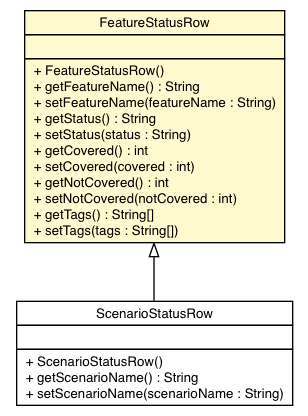 FeatureStatusRow
+ FeatureStatusRow()
+ getFeatureName() : String
+ setFeatureName(featureName : String)
+ getStatus() : String
+ setStatus(status : String)
+ getCovered() : int
+ setCovered(covered : int)
+ getNotCovered() : int
+ setNotCovered(notCovered : int)
+ getTags() : String[]
+ setTags(tags : String[])
ScenarioStatusRow
+ ScenarioStatusRow()
+ getScenarioName() : String
+ setScenarioName(scenarioName : String)